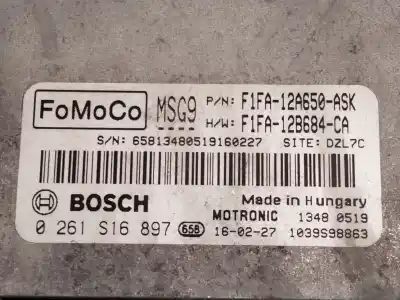 FoMoCo MSG9 P/N: F1FA-12A650-ASK
H/W: F1FA-12B684-CA
S/N: 65813480519160227 SITE: DZL7C
BOSCH Made in Hungary
MOTRONIC 1348 0519
0 261 S16 897 658 16-02-27 1039S98863